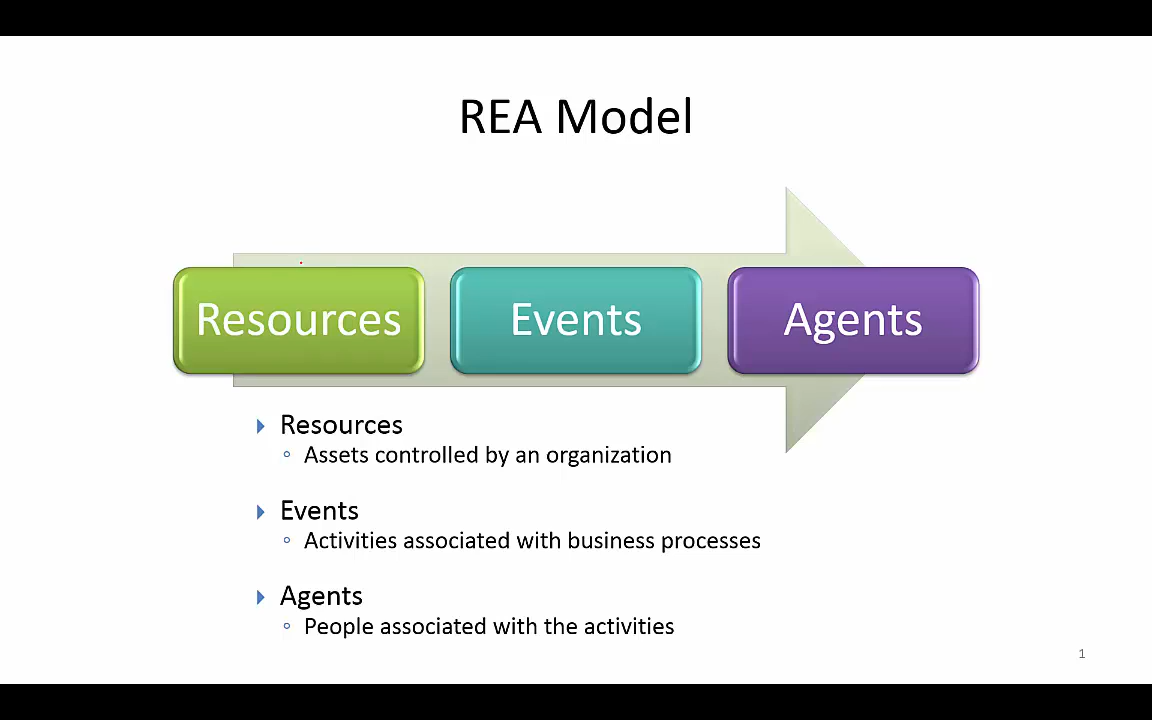 REA Model
Resources
Events
Agents
Resources
Assets controlled by an organization
Events
Activities associated with business processes
Agents
People associated with the activities
1